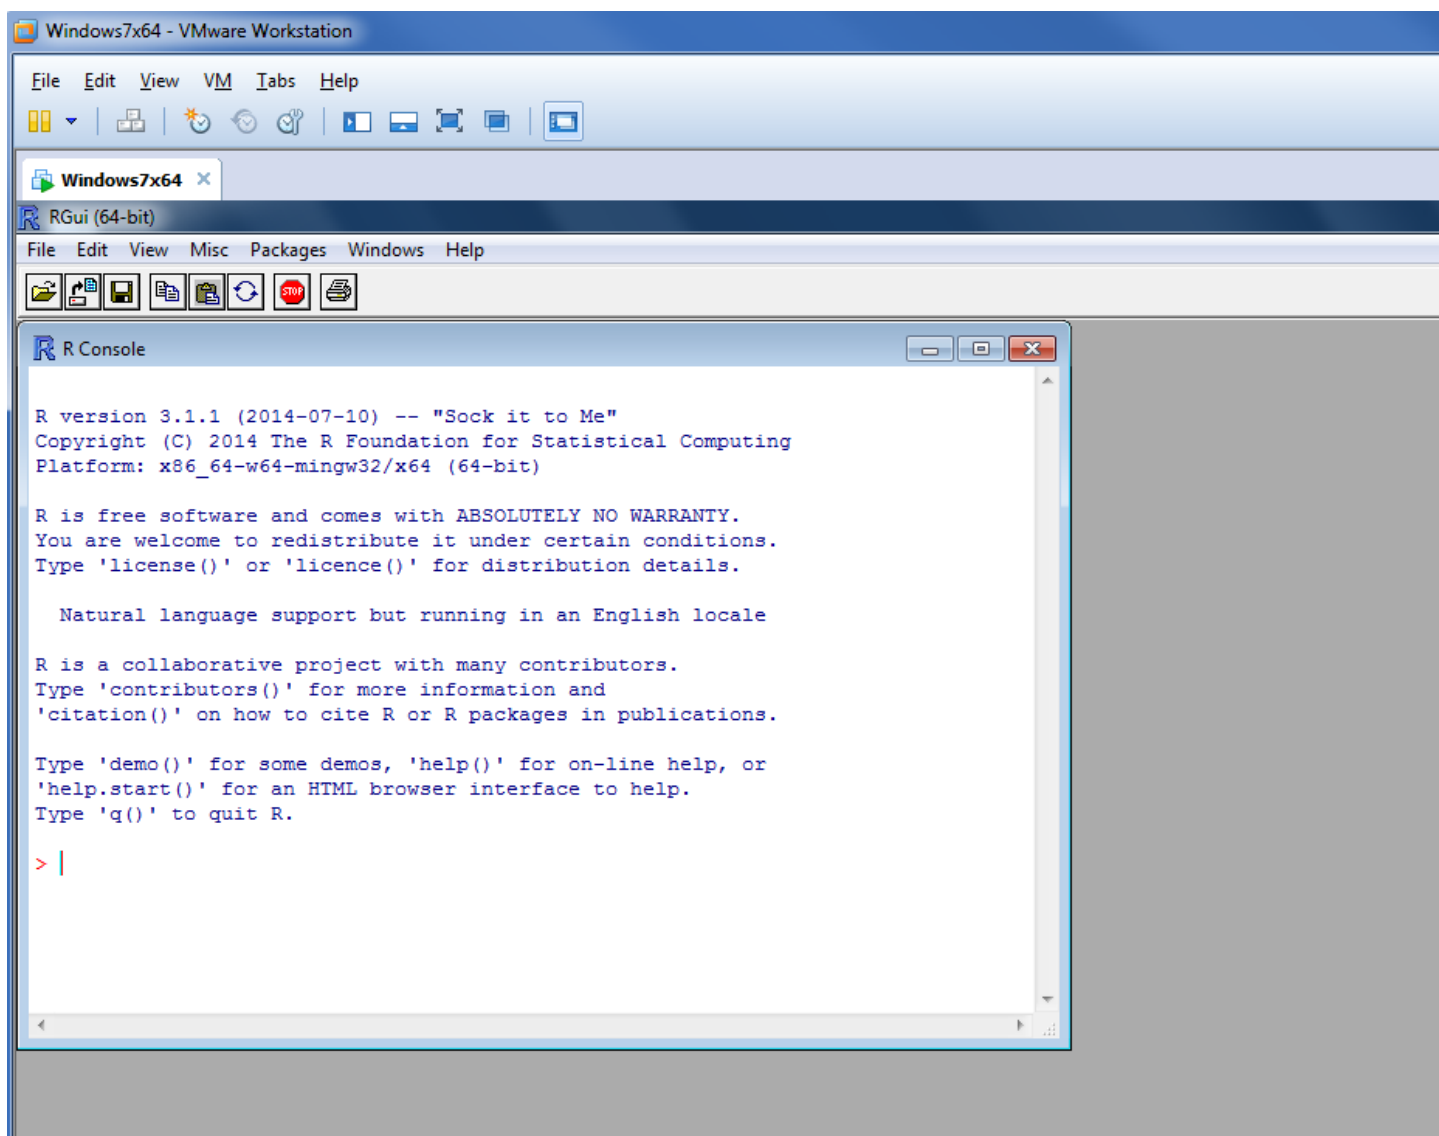 Windows7x64 - VMware Workstation
File Edit View VM Tabs Help
Windows7x64
RGui (64-bit)
File Edit View Misc Packages Windows Help
STOP
R Console
R version 3.1.1 (2014-07-10) -- "Sock it to Me"
Copyright (C) 2014 The R Foundation for Statistical Computing
Platform: x86_64-w64-mingw32/x64 (64-bit)
R is free software and comes with ABSOLUTELY NO WARRANTY.
You are welcome to redistribute it under certain conditions.
Type 'license()' or 'licence()' for distribution details.
Natural language support but running in an English locale
R is a collaborative project with many contributors.
Type 'contributors()' for more information and
'citation()' on how to cite R or R packages in publications.
Type 'demo()' for some demos, 'help()' for on-line help, or
'help.start()' for an HTML browser interface to help.
Type 'q()' to quit R.
>